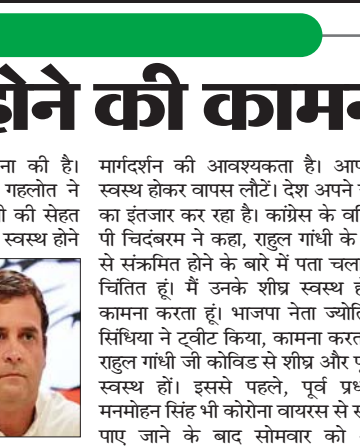 होने की कामन
ना की है।
गहलोत ने
ी की सेहत
स्वस्थ होने
मार्गदर्शन की आवश्यकता है। आप
स्वस्थ होकर वापस लौटें। देश अपने
का इंतजार कर रहा है। कांग्रेस के वरि
पी चिदंबरम ने कहा, राहुल गांधी के
से संक्रमित होने के बारे में पता चला
चिंतित हूं। मैं उनके शीघ्र स्वस्थ ह
कामना करता हूं। भाजपा नेता ज्योति
सिंधिया ने ट्वीट किया, कामना करत
राहुल गांधी जी कोविड से शीघ्र और प
स्वस्थ हों। इससे पहले, पूर्व प्रध
मनमोहन सिंह भी कोरोना वायरस से स
पाए जाने के बाद सोमवार को